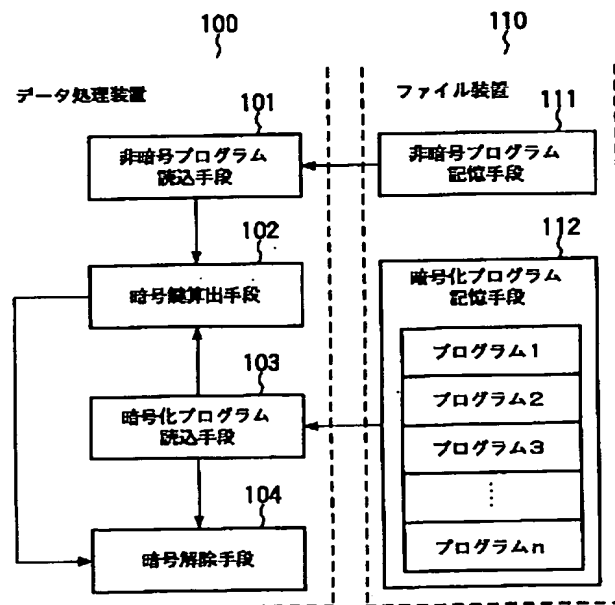 100
110
データ処理装置
101
非暗号プログラム
読込手段
102
暗号鍵算出手段
103
暗号化プログラム
読込手段
104
暗号解除手段
ファイル装置
111
非暗号プログラム
記憶手段
112
暗号化プログラム
記憶手段
プログラム1
プログラム2
プログラム3
⋮
プログラムn